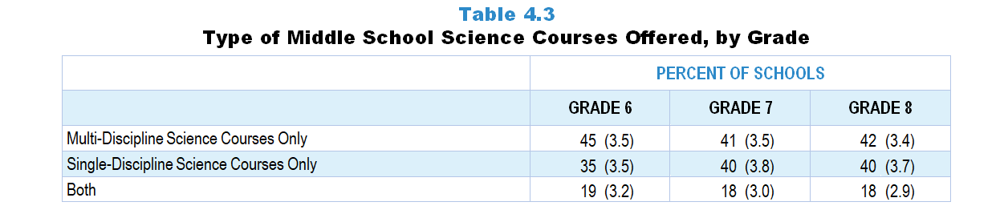 Table 4.3
Type of Middle School Science Courses Offered, by Grade
PERCENT OF SCHOOLS
GRADE 6 GRADE 7 GRADE 8
Multi-Discipline Science Courses Only 45 (3.5) 41 (3.5) 42 (3.4)
Single-Discipline Science Courses Only 35 (3.5) 40 (3.8) 40 (3.7)
Both 19 (3.2) 18 (3.0) 18 (2.9)